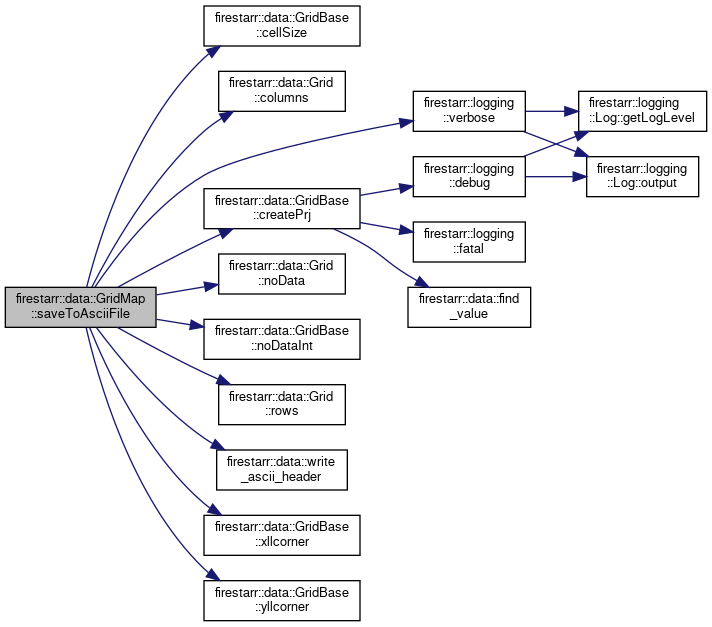 firestarr::data::GridMap
::saveToAsciiFile
firestarr::data::GridBase
::cellSize
firestarr::data::Grid
::columns
firestarr::logging
::verbose
firestarr::logging
::Log::getLogLevel
firestarr::logging
::debug
firestarr::logging
::Log::output
firestarr::data::GridBase
::createPrj
firestarr::logging
::fatal
firestarr::data::find
_value
firestarr::data::Grid
::noData
firestarr::data::GridBase
::noDataInt
firestarr::data::Grid
::rows
firestarr::data::write
_ascii_header
firestarr::data::GridBase
::xllcorner
firestarr::data::GridBase
::yllcorner